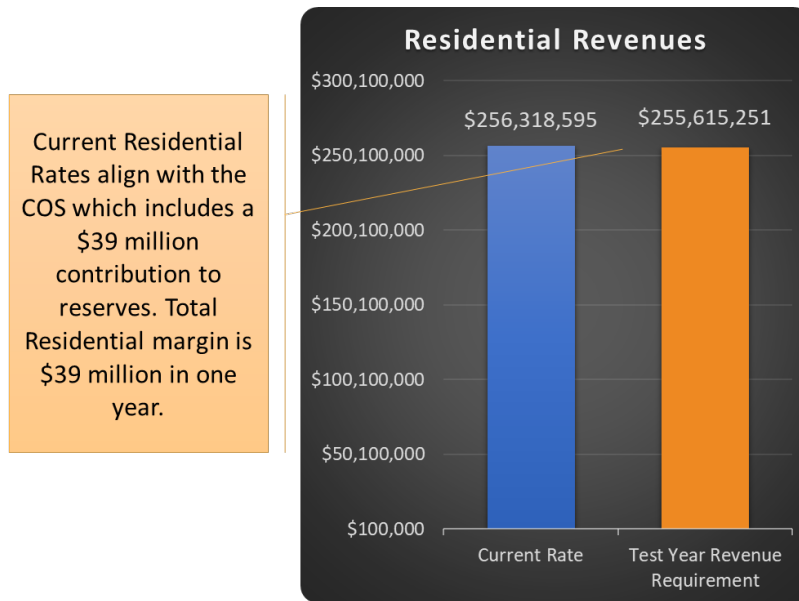 Current Residential
Rates align with the
COS which includes a
$39 million
contribution to
reserves. Total
Residential margin is
$39 million in one
year.
Residential Revenues
$300,100,000
$250,100,000
$200,100,000
$150,100,000
$100,100,000
$50,100,000
$100,000
$256,318,595
$255,615,251
Current Rate
Test Year Revenue
Requirement